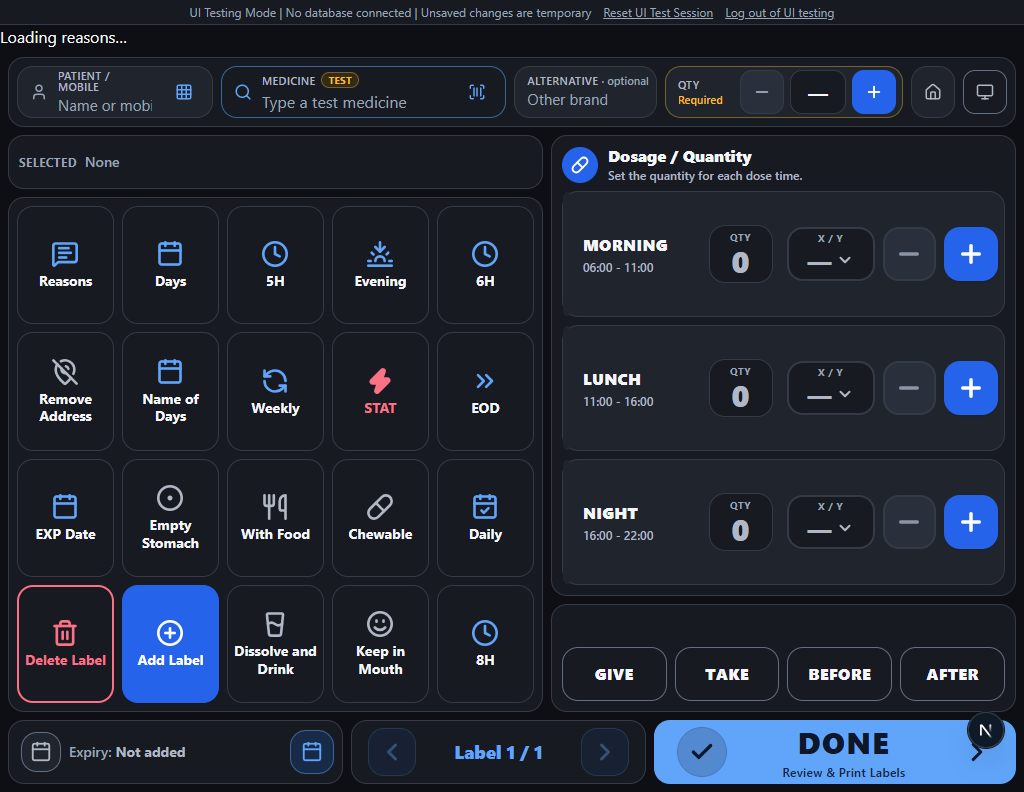 UI Testing Mode | No database connected | Unsaved changes are temporary Reset UI Test Session Log out of UI testing
Loading reasons...
PATIENT / MOBILE
Name or mobi
MEDICINE TEST
Type a test medicine
ALTERNATIVE · optional
Other brand
QTY
Required
—
SELECTED None
Reasons
Days
5H
Evening
6H
Remove Address
Name of Days
Weekly
STAT
EOD
EXP Date
Empty Stomach
With Food
Chewable
Daily
Delete Label
Add Label
Dissolve and Drink
Keep in Mouth
8H
Dosage / Quantity
Set the quantity for each dose time.
MORNING
06:00 - 11:00
QTY
0
X / Y
—
LUNCH
11:00 - 16:00
QTY
0
X / Y
—
NIGHT
16:00 - 22:00
QTY
0
X / Y
—
GIVE
TAKE
BEFORE
AFTER
Expiry: Not added
Label 1 / 1
DONE
Review & Print Labels
N